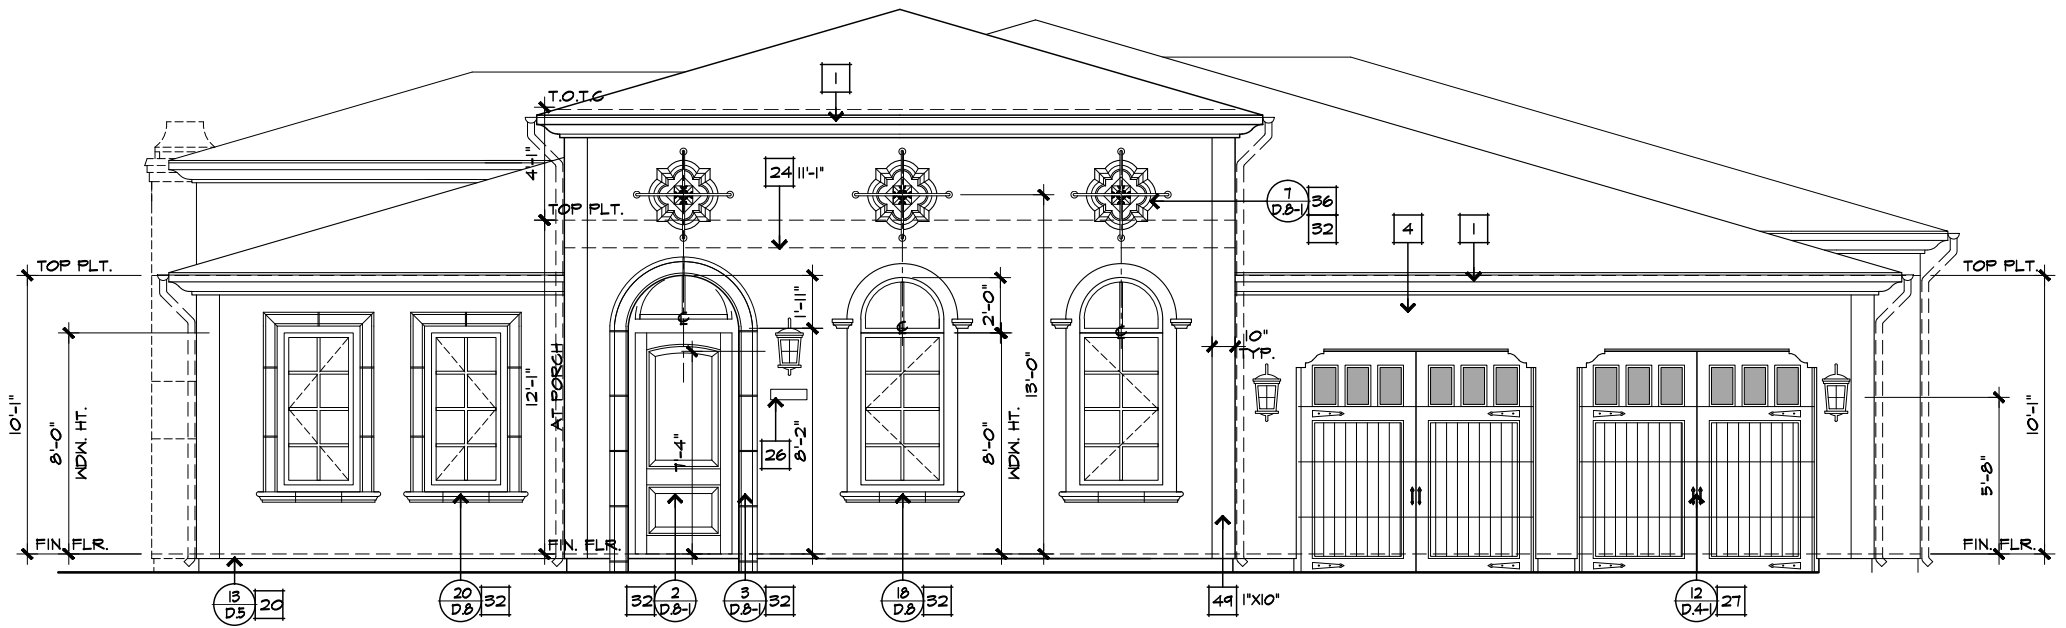 1
T.O.T.C
4'-1"
24 11'-1"
TOP PLT.
7
D.8-1
36
32
4
1
TOP PLT.
TOP PLT.
10'-1"
8'-0"
WDW. HT.
12'-1"
AT PORCH
℄
1'-11"
8'-2"
7'-4"
26
℄
2'-0"
8'-0"
WDW. HT.
13'-0"
℄
10"
TYP.
5'-8"
10'-1"
FIN. FLR.
FIN. FLR.
FIN. FLR.
13
D.5
20
20
D.8
32
32
2
D.8-1
3
D.8-1
32
18
D.8
32
49 1"X10"
12
D.4-1
27